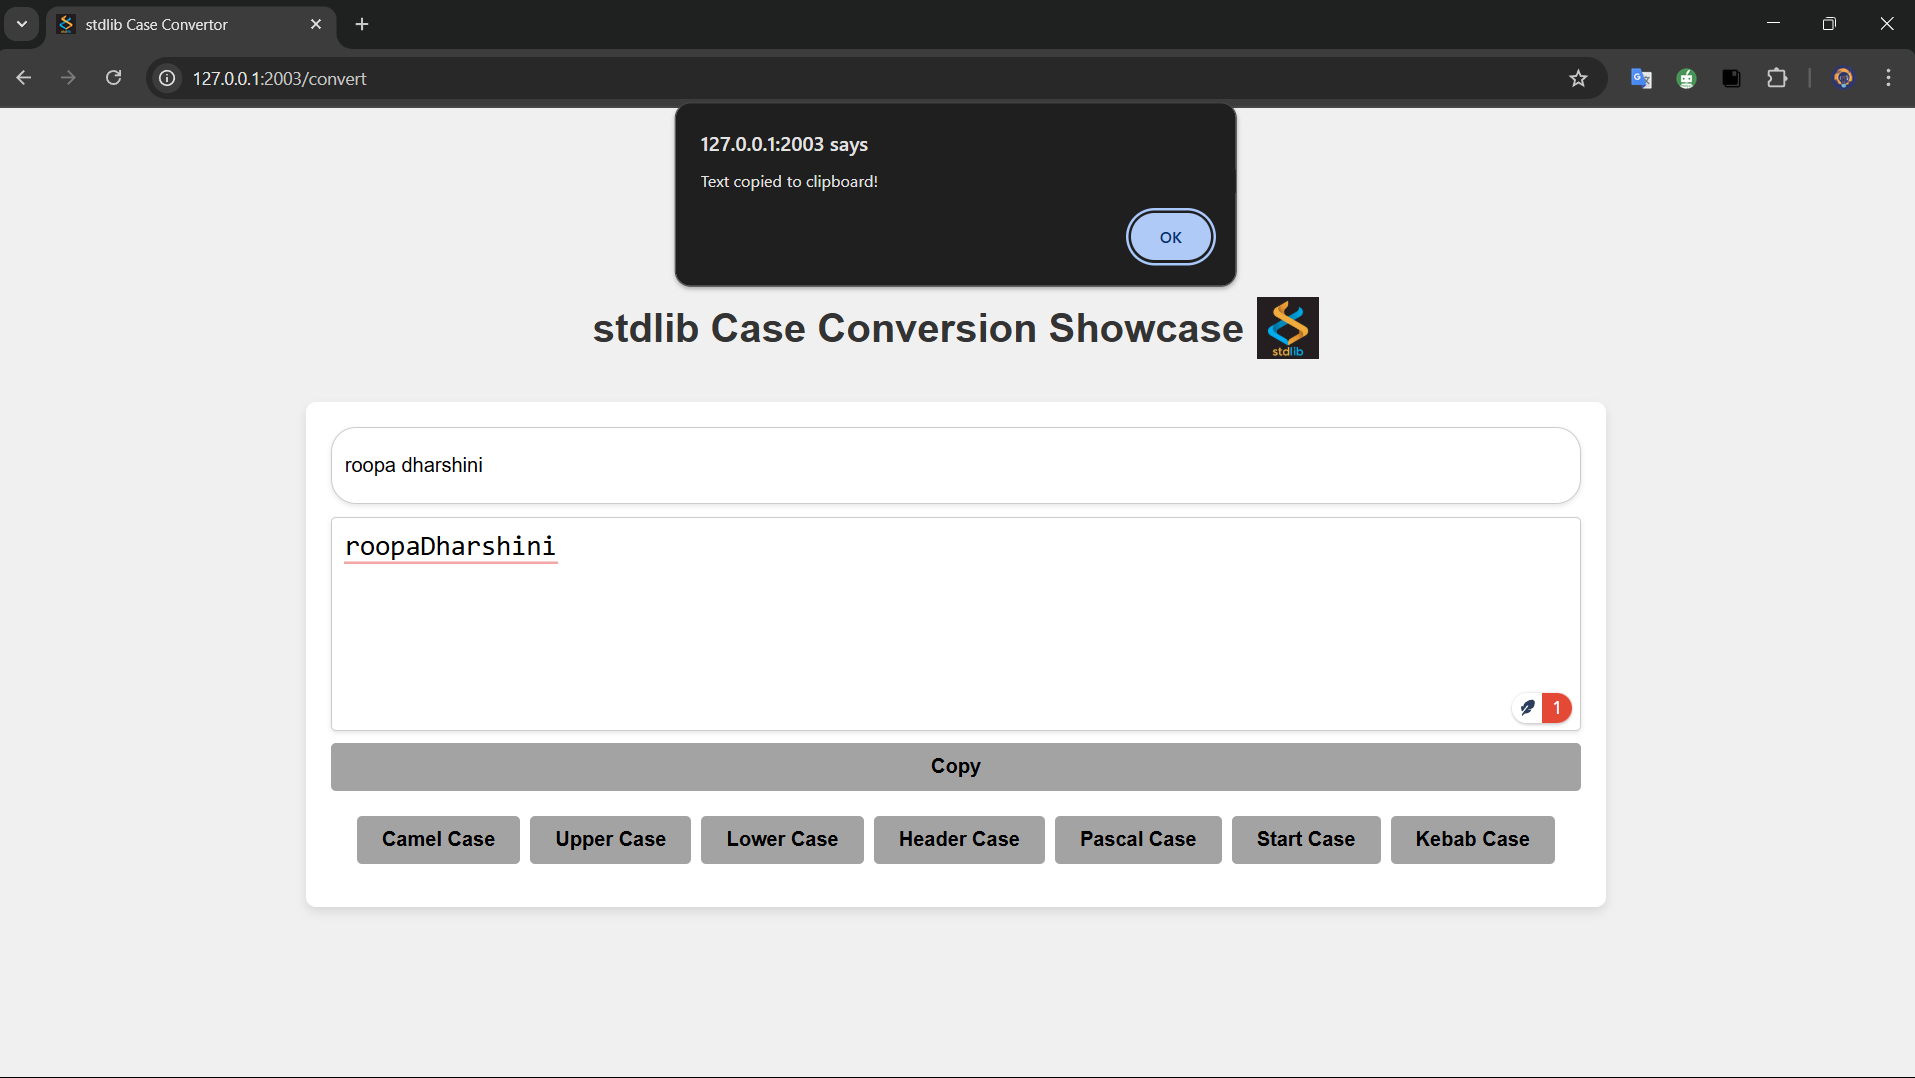 stdlib Case Convertor
127.0.0.1:2003/convert
127.0.0.1:2003 says
Text copied to clipboard!
OK
stdlib Case Conversion Showcase
stdlib
roopa dharshini
roopaDharshini
1
Copy
Camel Case Upper Case Lower Case Header Case Pascal Case Start Case Kebab Case